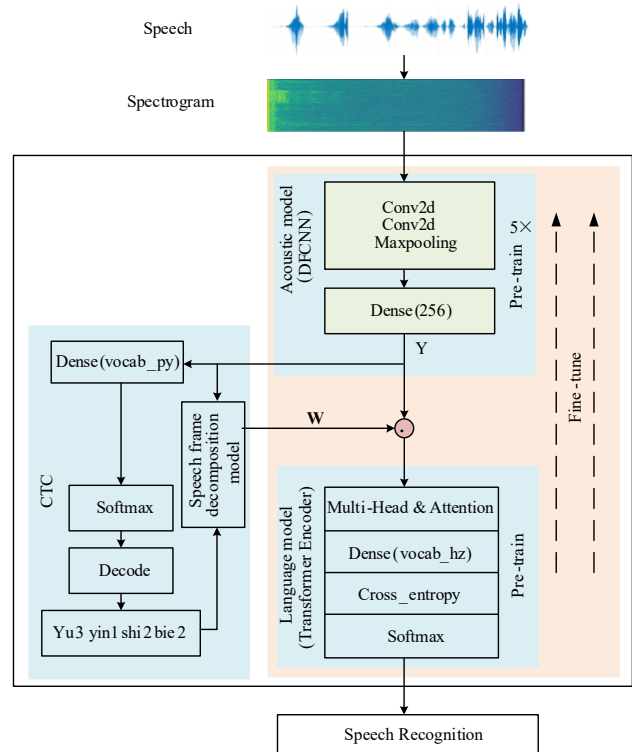 Speech
Spectrogram
Acoustic model
(DFCNN)
Conv2d
Conv2d
Maxpooling
5×
Pre-train
Dense(256)
Y
Dense(vocab_py)
Speech frame
decomposition
model
W
CTC
Softmax
Decode
Yu3 yin1 shi2 bie2
Language model
(Transformer Encoder)
Multi-Head & Attention
Dense(vocab_hz)
Cross_entropy
Softmax
Pre-train
Fine-tune
Speech Recognition